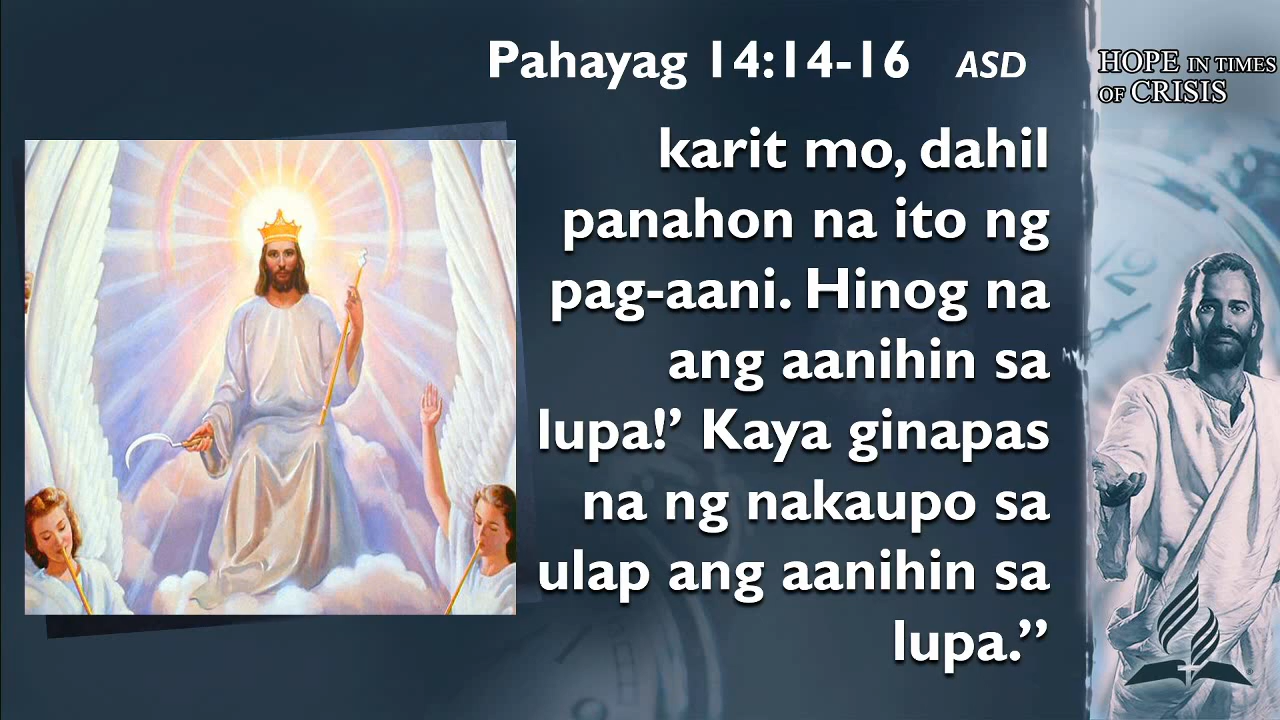 Pahayag 14:14-16 ASD
HOPE IN TIMES
OF CRISIS
karit mo, dahil
panahon na ito ng
pag-aani. Hinog na
ang aanihin sa
lupa!’ Kaya ginapas
na ng nakaupo sa
ulap ang aanihin sa
lupa.”